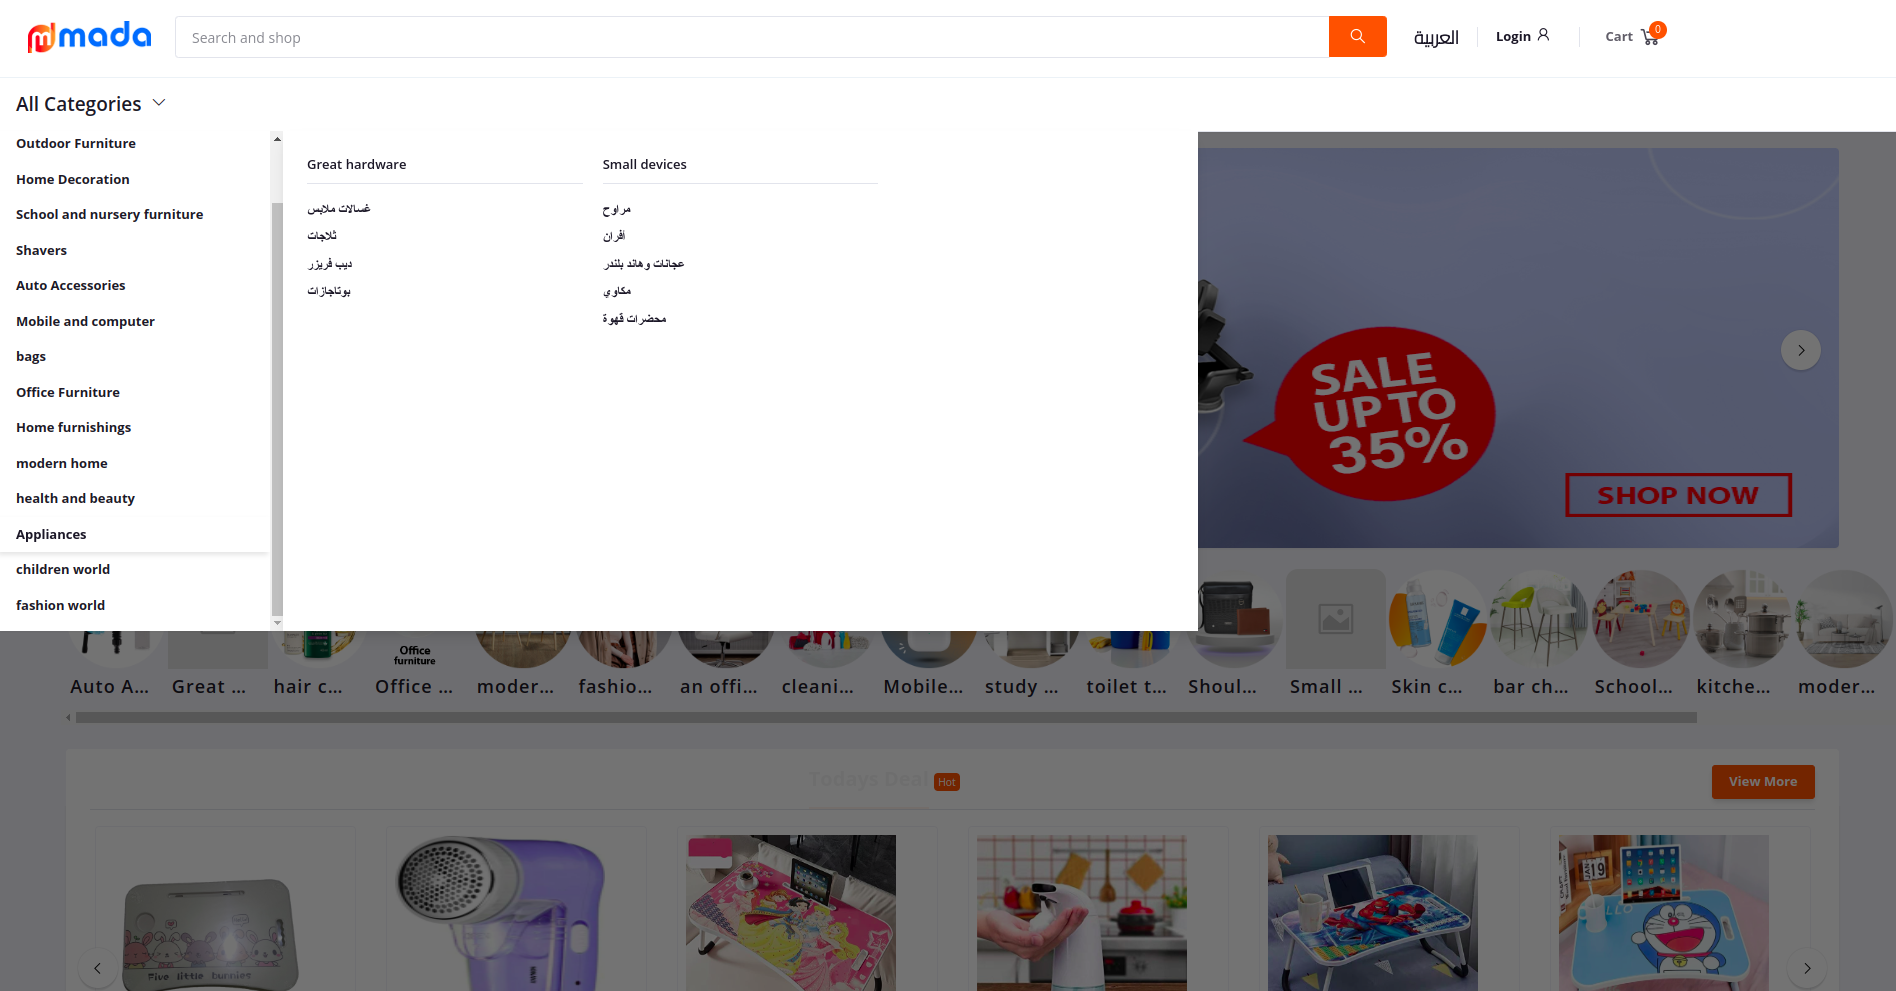 mada
Search and shop
العربية
Login
Cart
0
All Categories
Outdoor Furniture
Home Decoration
School and nursery furniture
Shavers
Auto Accessories
Mobile and computer
bags
Office Furniture
Home furnishings
modern home
health and beauty
Appliances
children world
fashion world
Great hardware
غسالات ملابس
ثلاجات
ديب فريزر
بوتاجازات
Small devices
مراوح
أفران
عجانات وهاند بلندر
مكاوي
محضرات قهوة
SALE
UP TO
35%
SHOP NOW
Office
furniture
Auto A...
Great ...
hair c...
Office ...
moder...
fashio...
an offi...
cleani...
Mobile...
study ...
toilet t...
Shoul...
Small ...
Skin c...
bar ch...
School...
kitche...
moder...
Todays Deal
Hot
View More
Five little bunnies
JAN 19